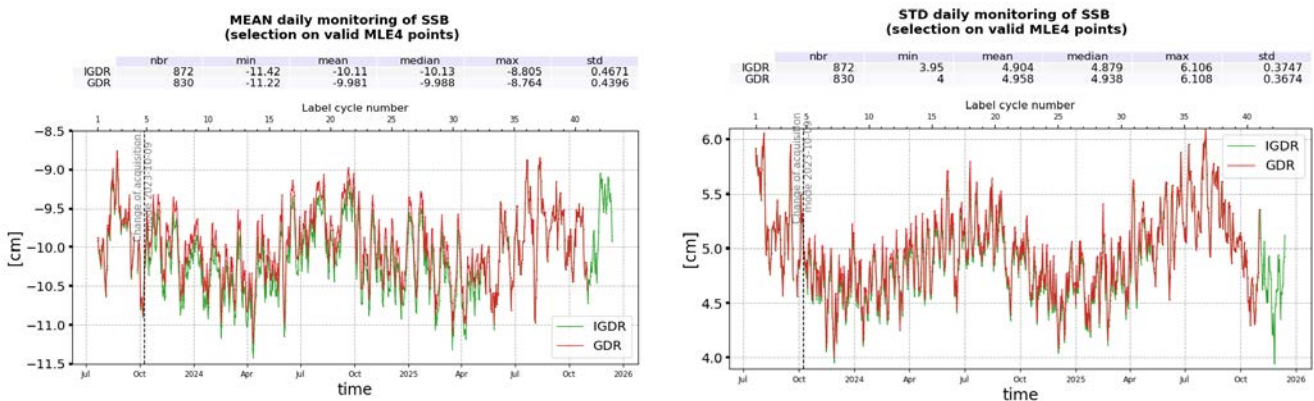 MEAN daily monitoring of SSB
(selection on valid MLE4 points)
nbr min mean median max std
IGDR 872 -11.42 -10.11 -10.13 -8.805 0.4671
GDR 830 -11.22 -9.981 -9.988 -8.764 0.4396
Label cycle number
1 5 10 15 20 25 30 35 40
-8.5
-9.0
-9.5
-10.0
-10.5
-11.0
-11.5
[cm]
Change of acquisition
mode 2023-10-09
IGDR
GDR
Jul Oct 2024 Apr Jul Oct 2025 Apr Jul Oct 2026
time
STD daily monitoring of SSB
(selection on valid MLE4 points)
nbr min mean median max std
IGDR 872 3.95 4.904 4.879 6.106 0.3747
GDR 830 4 4.958 4.938 6.108 0.3674
Label cycle number
1 5 10 15 20 25 30 35 40
6.0
5.5
5.0
4.5
4.0
[cm]
Change of acquisition
mode 2023-10-09
IGDR
GDR
Jul Oct 2024 Apr Jul Oct 2025 Apr Jul Oct 2026
time